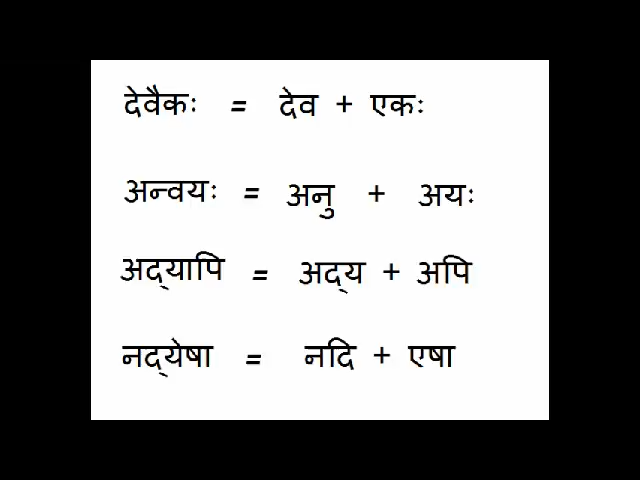 देवैकः = देव + एकः
अन्वयः = अनु + अयः
अद्‌यापि = अद्‌य + अपि
नद्‌येषा = नदि + एषा